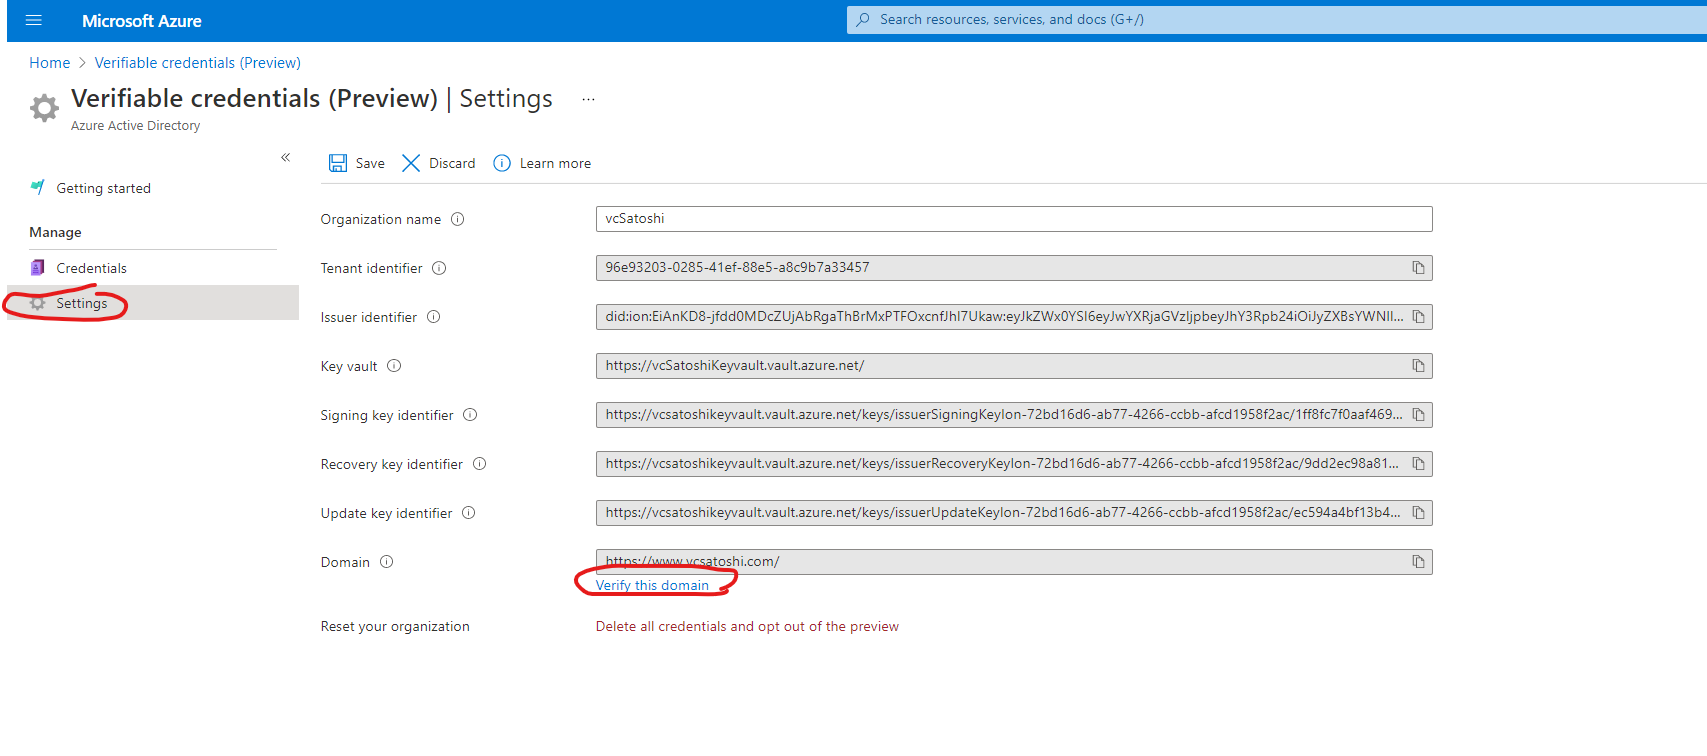 Microsoft Azure
Search resources, services, and docs (G+/)
Home > Verifiable credentials (Preview)
Verifiable credentials (Preview) | Settings ...
Azure Active Directory
«
Getting started
Manage
Credentials
Settings
Save Discard Learn more
Organization name vcSatoshi
Tenant identifier 96e93203-0285-41ef-88e5-a8c9b7a33457
Issuer identifier did:ion:EiAnKD8-jfdd0MDcZUjAbRgaThBrMxPTFOxcnfJhl7Ukaw:eyJkZWx0YSI6eyJwYXRjaGVzIjpbeyJhY3Rpb24iOiJyZXBsYWNlI...
Key vault https://vcSatoshiKeyvault.vault.azure.net/
Signing key identifier https://vcsatoshikeyvault.vault.azure.net/keys/issuerSigningKeyIon-72bd16d6-ab77-4266-ccbb-afcd1958f2ac/1ff8fc7f0aaf469...
Recovery key identifier https://vcsatoshikeyvault.vault.azure.net/keys/issuerRecoveryKeyIon-72bd16d6-ab77-4266-ccbb-afcd1958f2ac/9dd2ec98a81...
Update key identifier https://vcsatoshikeyvault.vault.azure.net/keys/issuerUpdateKeyIon-72bd16d6-ab77-4266-ccbb-afcd1958f2ac/ec594a4bf13b4...
Domain https://www.vcsatoshi.com/
Verify this domain
Reset your organization Delete all credentials and opt out of the preview